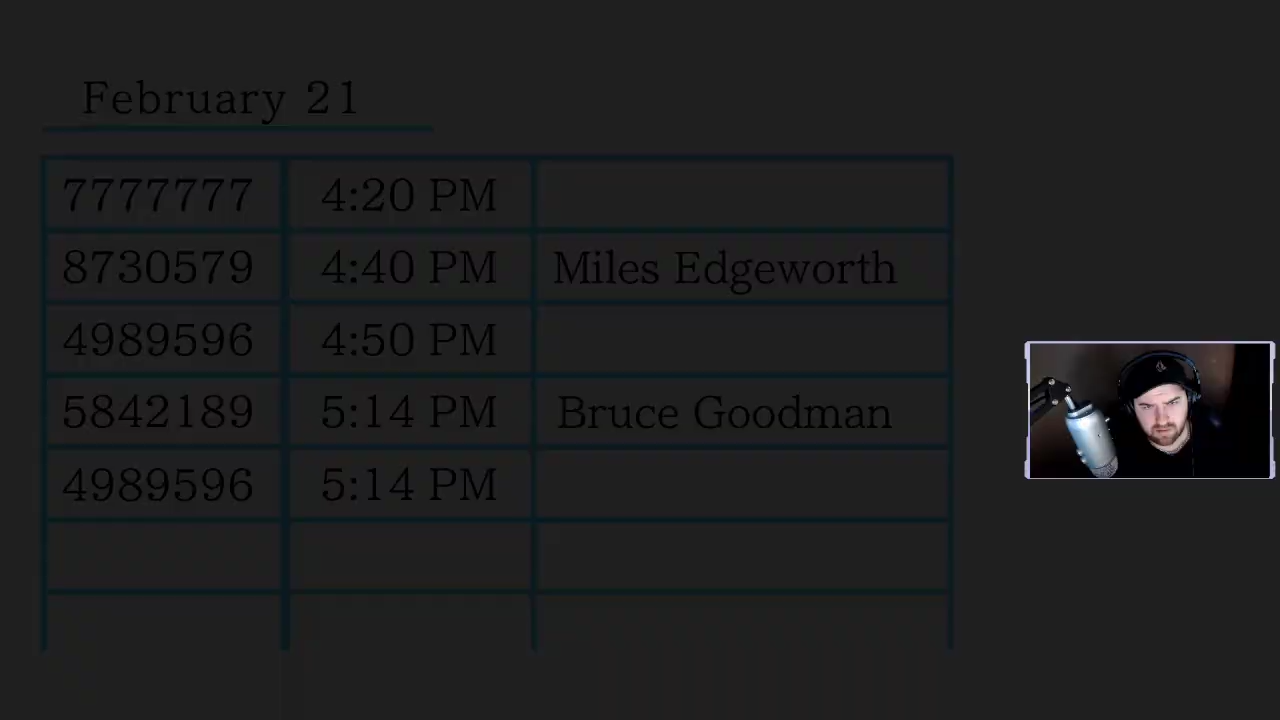 February 21
7777777 4:20 PM
8730579 4:40 PM Miles Edgeworth
4989596 4:50 PM
5842189 5:14 PM Bruce Goodman
4989596 5:14 PM